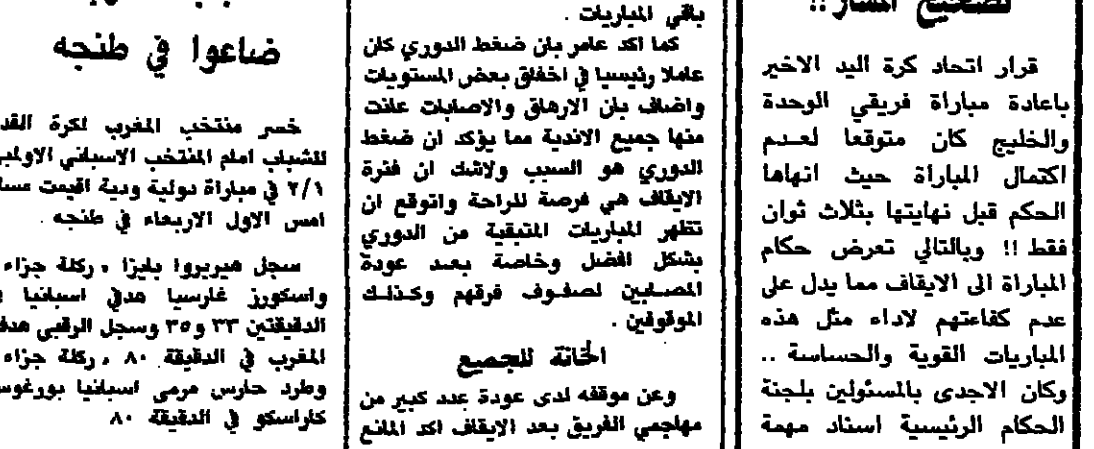 لتصحيح المسار !!
قرار اتحاد كرة اليد الاخير
باعادة مباراة فريقي الوحدة
والخليج كان متوقعا لعدم
اكتمال المباراة حيث انهاها
الحكم قبل نهايتها بثلاث ثوان
فقط !! وبالتالي تعرض حكام
المباراة الى الايقاف مما يدل على
عدم كفاءتهم لاداء مثل هذه
المباريات القوية والحساسة ..
وكان الاجدى بالمسئولين بلجنة
الحكام الرئيسية اسناد مهمة
باقي المباريات .
كما اكد عامر بان ضغط الدوري كان
عاملا رئيسيا في اخفاق بعض المستويات
واضاف بان الارهاق والاصابات عانت
منها جميع الاندية مما يؤكد ان ضغط
الدوري هو السبب ولاشك ان فترة
الايقاف هي فرصة للراحة واتوقع ان
تظهر المباريات المتبقية من الدوري
بشكل افضل وخاصة بعد عودة
المصابين لصفوف فرقهم وكذلك
الموقوفين .
الخانة للجميع
وعن موقفه لدى عودة عدد كبير من
مهاجمي الفريق بعد الايقاف اكد المانع
ضاعوا في طنجه
خسر منتخب المغرب لكرة القد
للشباب امام المنتخب الاسباني الاولمب
٢/١ في مباراة دولية ودية اقيمت مسا
امس الاول الاربعاء في طنجه .
سجل هيريروا بايزا ، ركلة جزاء
واسكورز غارسيا هدفي اسبانيا
الدقيقتين ٣٣ و٣٥ وسجل الرقبي هدف
المغرب في الدقيقة ٨٠ ، ركلة جزاء
وطرد حارس مرمى اسبانيا بورغوس
كاراسكو في الدقيقة ٨٠